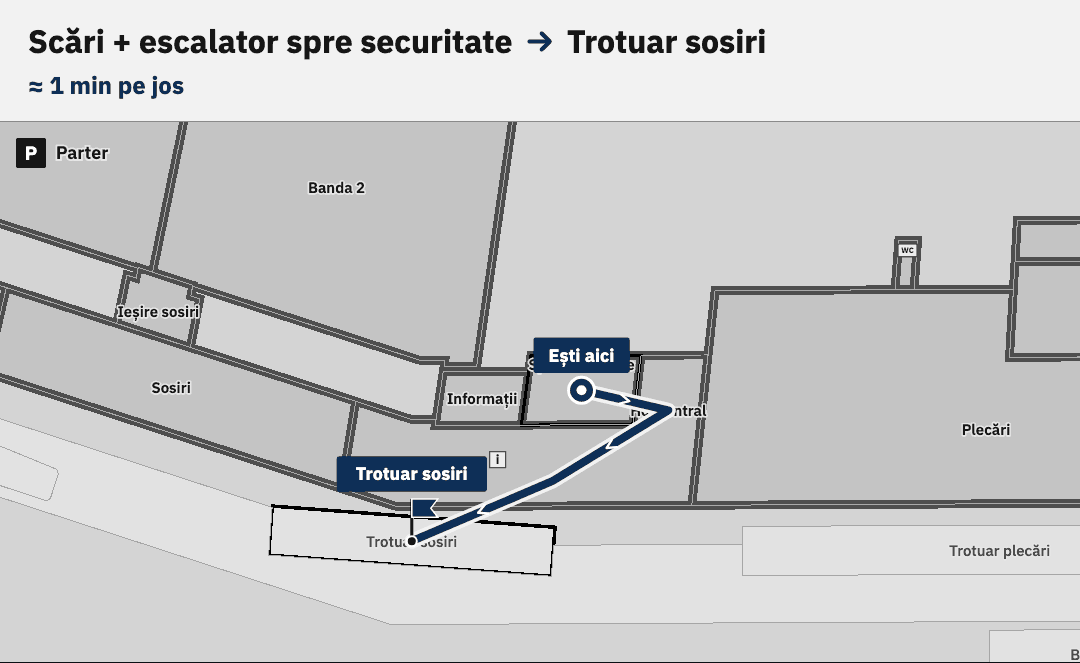 Scări + escalator spre securitate → Trotuar sosiri
≈ 1 min pe jos
P Parter
Banda 2
WC
Ieșire sosiri
Ești aici
Sosiri
Informații
Plecări
i
Trotuar sosiri
Trotuar plecări